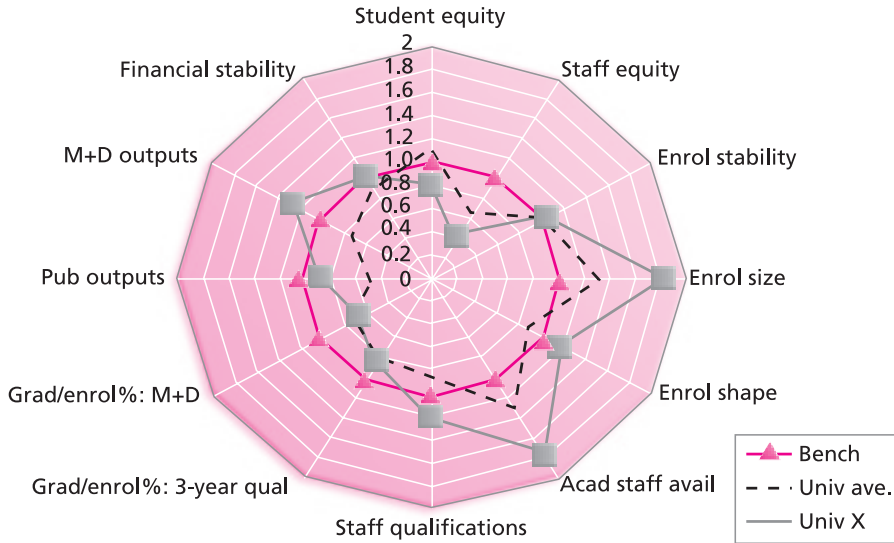 Student equity
Financial stability
Staff equity
M+D outputs
Enrol stability
Pub outputs
Enrol size
Grad/enrol%: M+D
Enrol shape
Grad/enrol%: 3-year qual
Acad staff avail
Staff qualifications
2
1.8
1.6
1.4
1.2
1.0
0.8
0.6
0.4
0.2
0
Bench
Univ ave.
Univ X